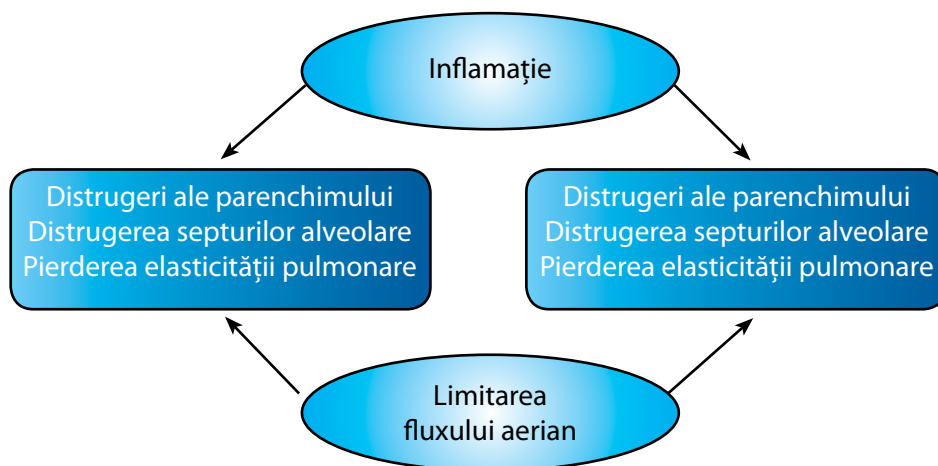 Inflamație
Distrugeri ale parenchimului
Distrugerea septurilor alveolare
Pierderea elasticității pulmonare
Distrugeri ale parenchimului
Distrugerea septurilor alveolare
Pierderea elasticității pulmonare
Limitarea
fluxului aerian